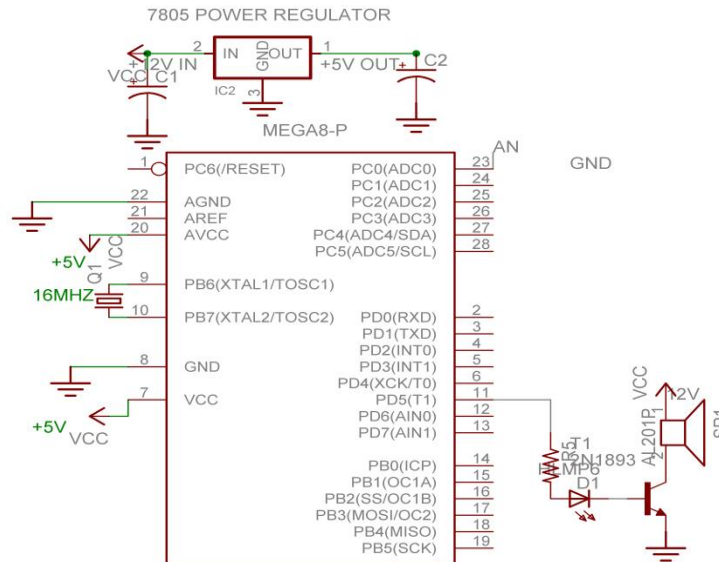 7805 POWER REGULATOR
2 IN OUT 1
GND
+12V IN +5V OUT C2
VCC C1
3
IC2
MEGA8-P
AN
GND
1 PC6(/RESET) PC0(ADC0) 23
PC1(ADC1) 24
22 AGND PC2(ADC2) 25
21 AREF PC3(ADC3) 26
20 AVCC PC4(ADC4/SDA) 27
PC5(ADC5/SCL) 28
+5V
VCC
Q1
9 PB6(XTAL1/TOSC1)
16MHZ
10 PB7(XTAL2/TOSC2) PD0(RXD) 2
PD1(TXD) 3
PD2(INT0) 4
8 GND PD3(INT1) 5
PD4(XCK/T0) 6
7 VCC PD5(T1) 11
PD6(AIN0) 12
+5V VCC PD7(AIN1) 13
VCC
12V
1
2
AL201P
SP1
R5
T1
2N1893
HLMP6
D1
PB0(ICP) 14
PB1(OC1A) 15
PB2(SS/OC1B) 16
PB3(MOSI/OC2) 17
PB4(MISO) 18
PB5(SCK) 19